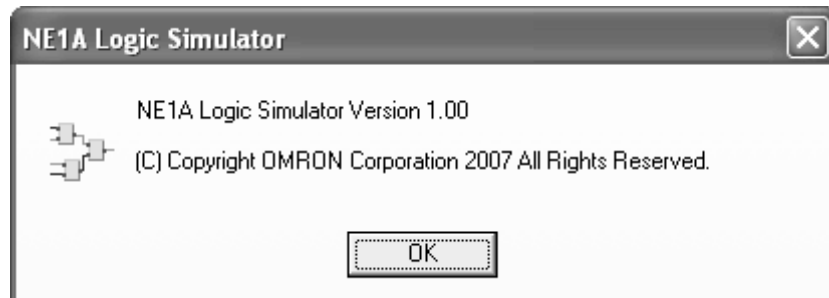 NE1A Logic Simulator
NE1A Logic Simulator Version 1.00
(C) Copyright OMRON Corporation 2007 All Rights Reserved.
OK